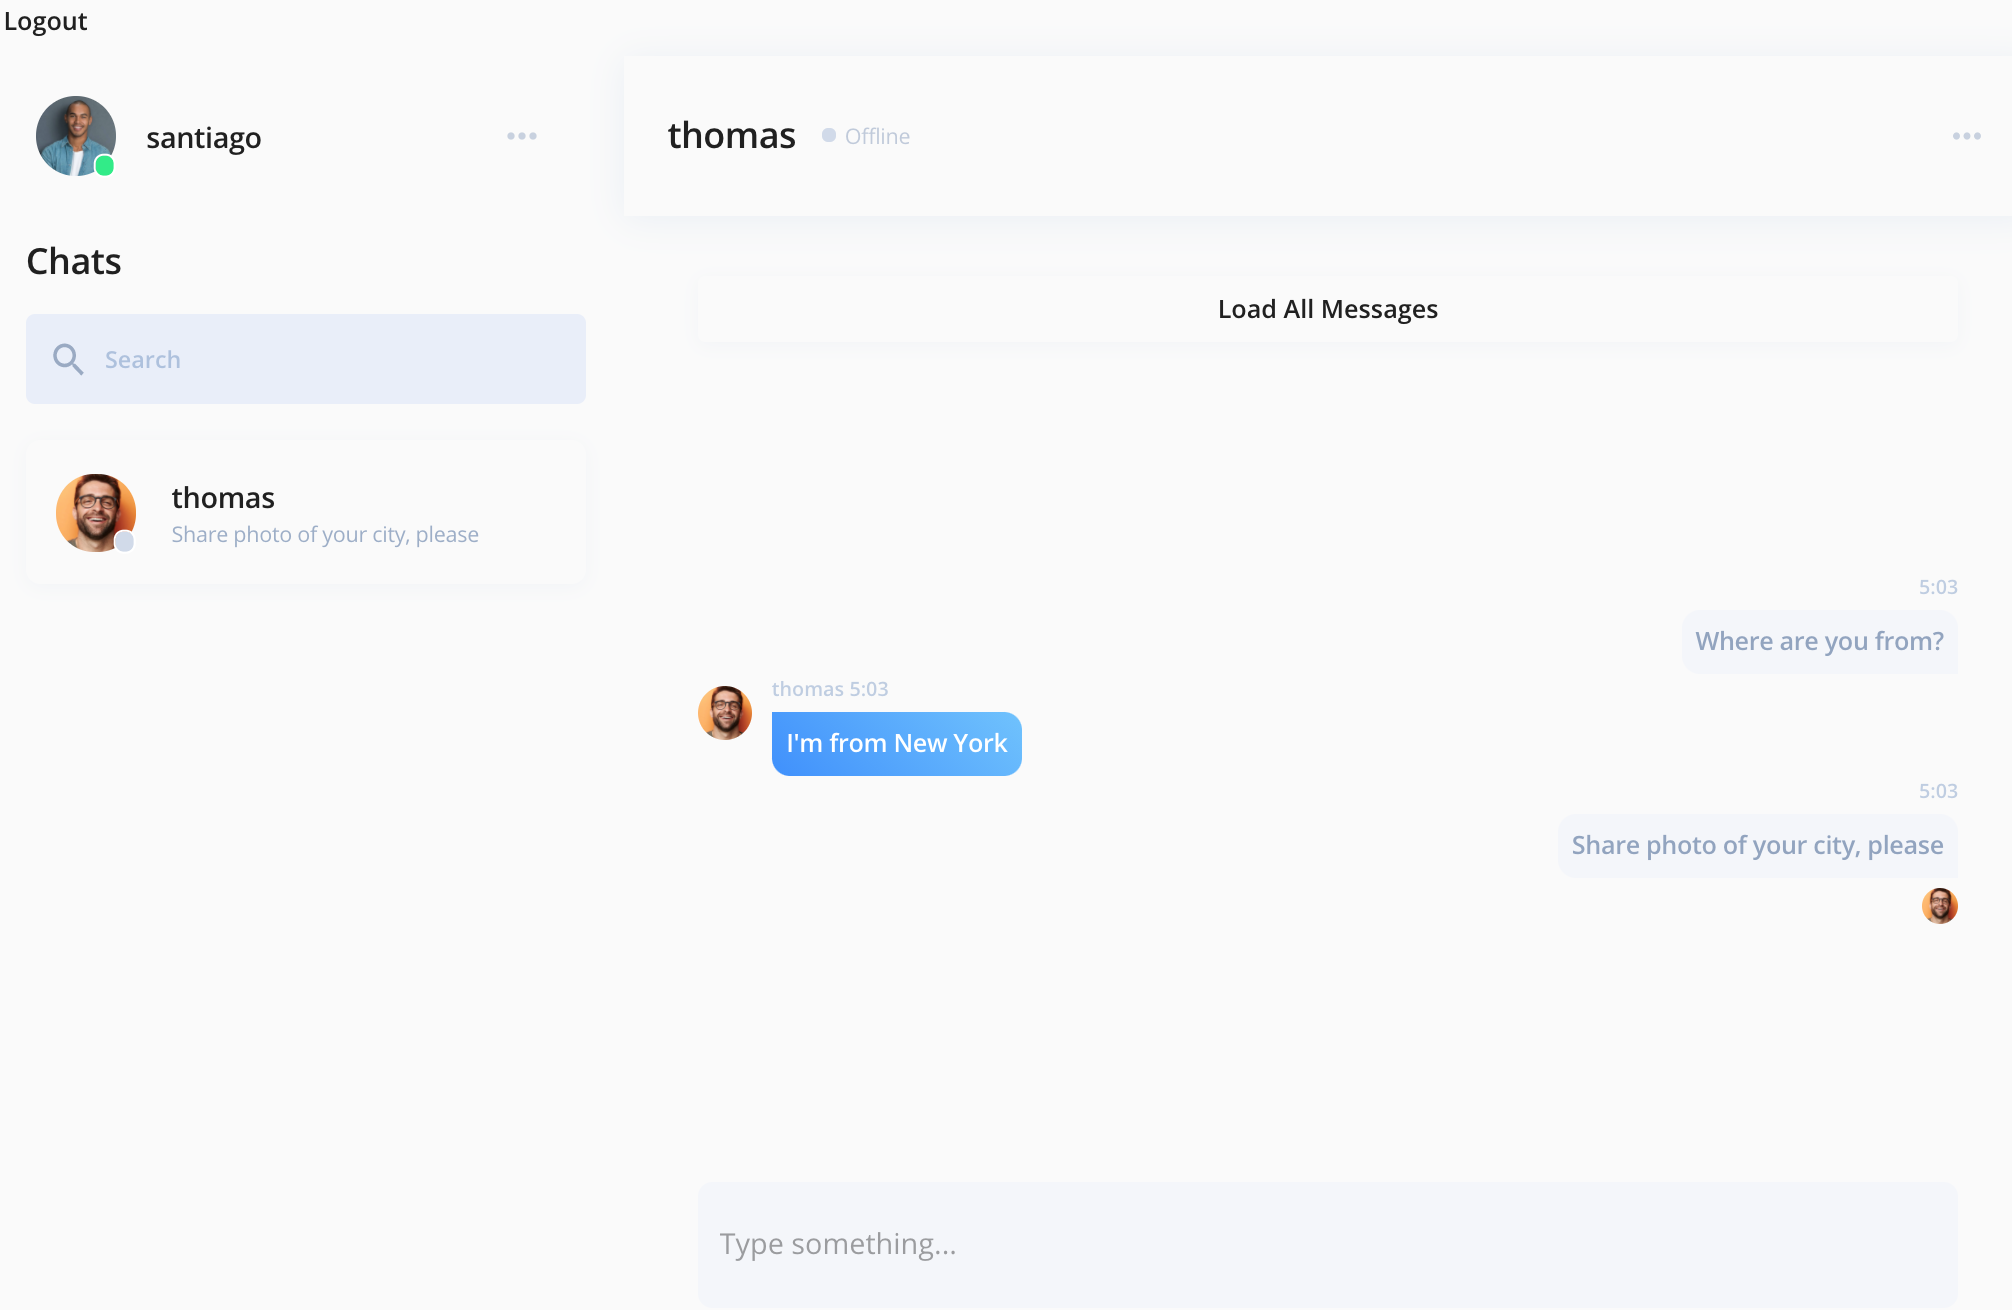 Logout
santiago
Chats
Search
thomas
Share photo of your city, please
thomas
Offline
Load All Messages
5:03
Where are you from?
thomas 5:03
I'm from New York
5:03
Share photo of your city, please
Type something...